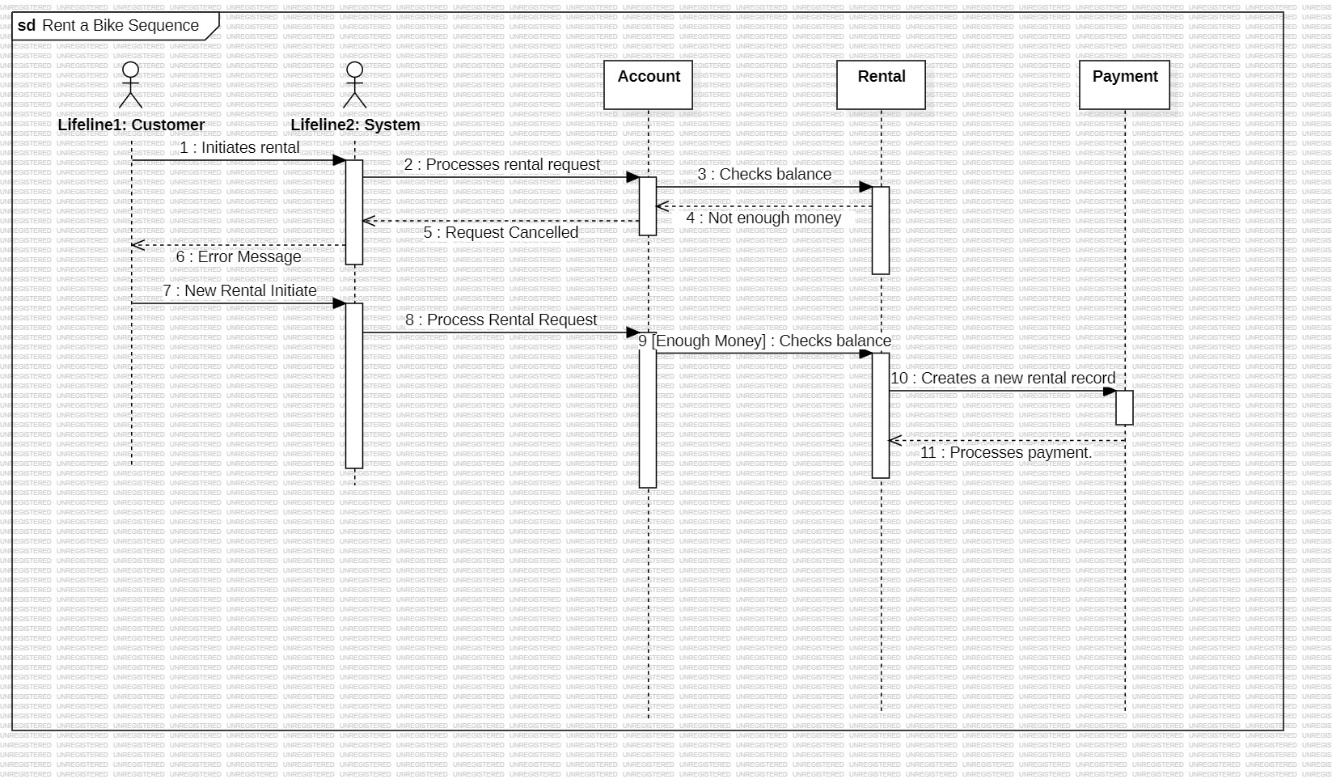 sd Rent a Bike Sequence
Account
Rental
Payment
Lifeline1: Customer
Lifeline2: System
1 : Initiates rental
2 : Processes rental request
3 : Checks balance
4 : Not enough money
5 : Request Cancelled
6 : Error Message
7 : New Rental Initiate
8 : Process Rental Request
9 [Enough Money] : Checks balance
10 : Creates a new rental record
11 : Processes payment.
UNREGISTERED